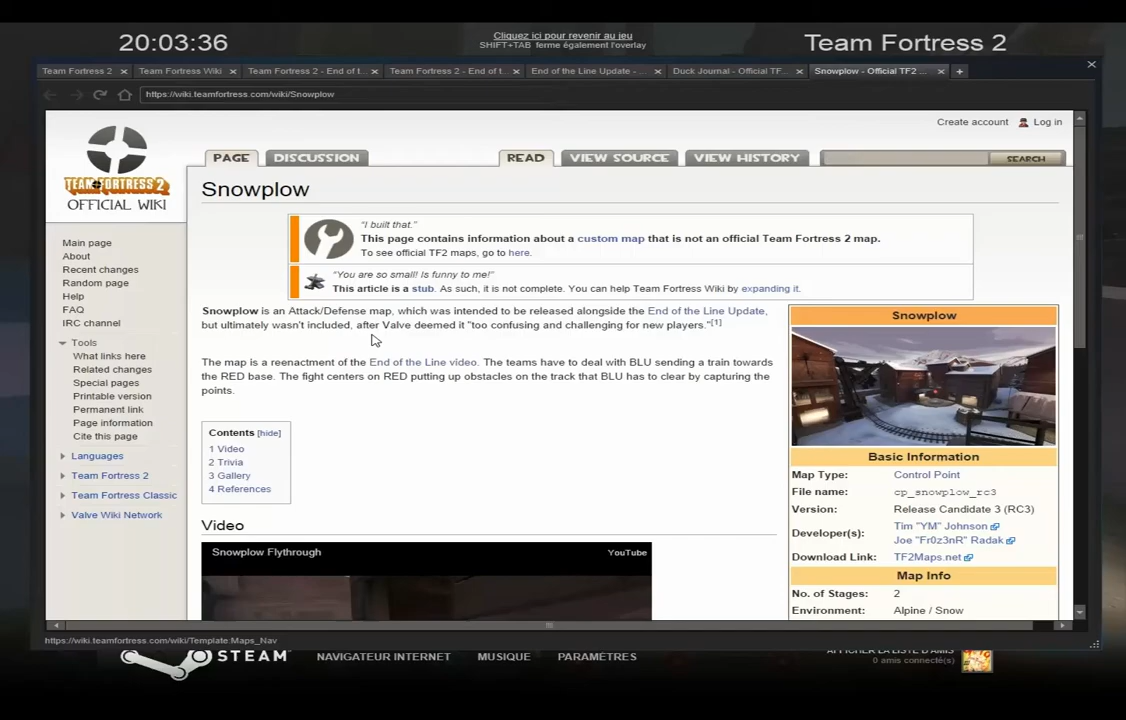 20:03:36
Cliquez ici pour revenir au jeu
SHIFT+TAB ferme également l'overlay
Team Fortress 2
Team Fortress 2 ×
Team Fortress Wiki ×
Team Fortress 2 - End of t... ×
Team Fortress 2 - End of t... ×
End of the Line Update - ... ×
Duck Journal - Official TF... ×
Snowplow - Official TF2 ... ×
+
https://wiki.teamfortress.com/wiki/Snowplow
Create account
Log in
PAGE
DISCUSSION
READ
VIEW SOURCE
VIEW HISTORY
SEARCH
TEAM FORTRESS 2
OFFICIAL WIKI
Main page
About
Recent changes
Random page
Help
FAQ
IRC channel
Tools
What links here
Related changes
Special pages
Printable version
Permanent link
Page information
Cite this page
Languages
Team Fortress 2
Team Fortress Classic
Valve Wiki Network
Snowplow
"I built that."
This page contains information about a custom map that is not an official Team Fortress 2 map.
To see official TF2 maps, go to here.
"You are so small! Is funny to me!"
This article is a stub. As such, it is not complete. You can help Team Fortress Wiki by expanding it.
Snowplow is an Attack/Defense map, which was intended to be released alongside the End of the Line Update,
but ultimately wasn't included, after Valve deemed it "too confusing and challenging for new players."[1]
The map is a reenactment of the End of the Line video. The teams have to deal with BLU sending a train towards
the RED base. The fight centers on RED putting up obstacles on the track that BLU has to clear by capturing the
points.
Contents [hide]
1 Video
2 Trivia
3 Gallery
4 References
Video
Snowplow Flythrough
YouTube
Snowplow
Basic Information
Map Type: Control Point
File name: cp_snowplow_rc3
Version: Release Candidate 3 (RC3)
Developer(s): Tim "YM" Johnson
Joe "Fr0z3nR" Radak
Download Link: TF2Maps.net
Map Info
No. of Stages: 2
Environment: Alpine / Snow
https://wiki.teamfortress.com/wiki/Template:Maps_Nav
STEAM
NAVIGATEUR INTERNET
MUSIQUE
PARAMÈTRES
AFFICHER LA LISTE D'AMIS
0 amis connecté(s)